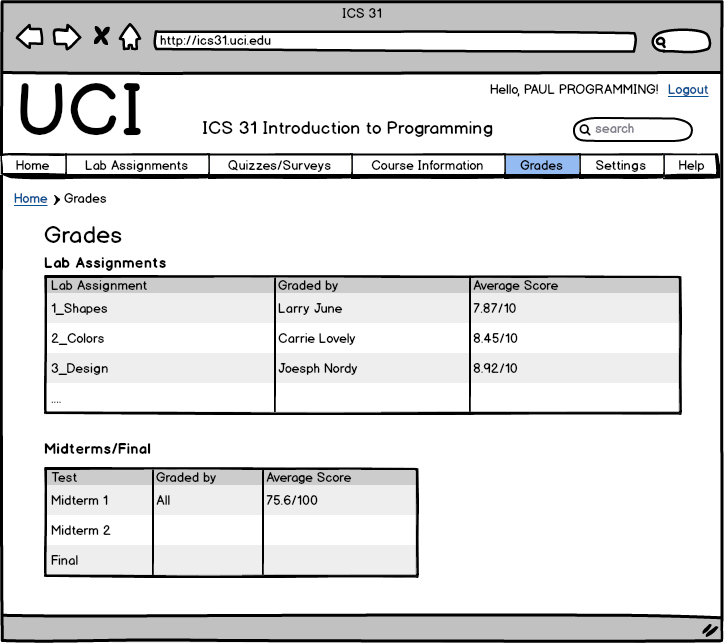 ICS 31
http://ics31.uci.edu
Hello, PAUL PROGRAMMING! Logout
UCI
ICS 31 Introduction to Programming
search
Home Lab Assignments Quizzes/Surveys Course Information Grades Settings Help
Home Grades
Grades
Lab Assignments
Lab Assignment Graded by Average Score
1_Shapes Larry June 7.87/10
2_Colors Carrie Lovely 8.45/10
3_Design Joesph Nordy 8.92/10
....
Midterms/Final
Test Graded by Average Score
Midterm 1 All 75.6/100
Midterm 2
Final